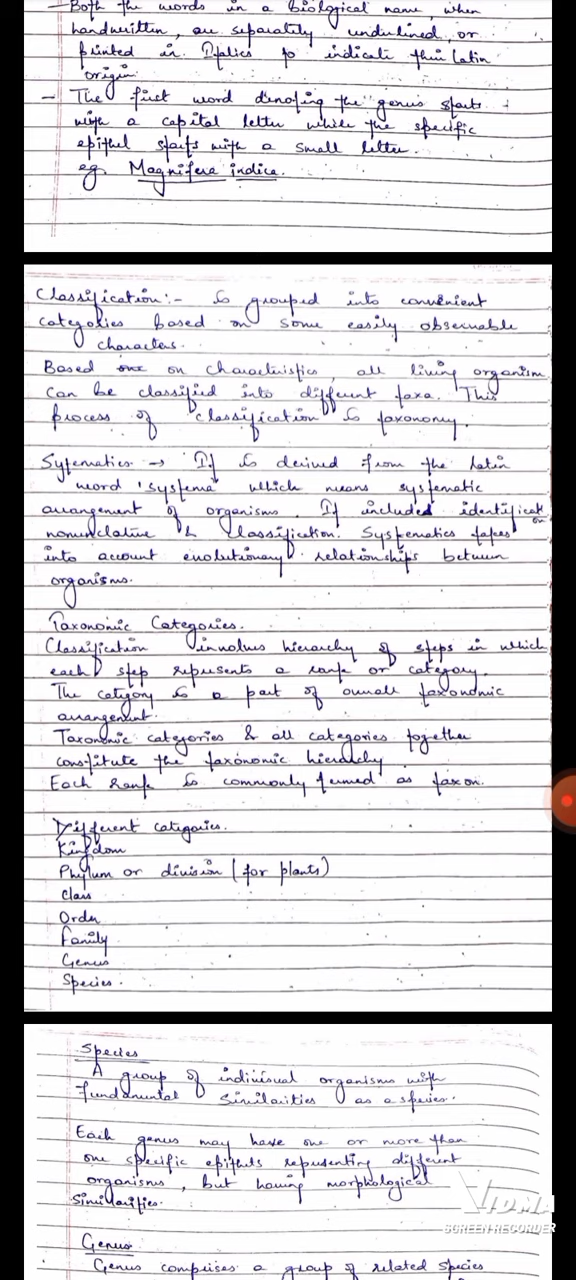 – Both the words in a biological name, when
handwritten, are separately underlined, or
printed in Italics to indicate their Latin
origin
– The first word denoting the genus starts
with a capital letter while the specific
epithet starts with a small letter.
eg. Magnifera indica.
Classification:- Is grouped into convenient
categories based on some easily observable
characters.
Based on characteristics, all living organism
can be classified into different taxa. This
process of classification is taxonomy.
Sytematics → It is derived from the Latin
word 'systema' which means systematic
arrangement of organisms. It included identification
nomenclative & classification. Systematics takes
into account evolutionary relationships between
organisms.
Taxonomic Categories.
Classification involves hierarchy of steps in which
each step represents a rank or category.
The category is a part of overall taxonomic
arrangement.
Taxonomic categories & all categories together
constitute the taxonomic hierarchy.
Each rank is commonly termed as taxon.
Different categories.
Kingdom
Phylum or division (for plants)
Class
Order
Family
Genus
Species.
Species
A group of indivisual organisms with
fundamental similarities as a species.
Each genus may have one or more than
one specific epithets representing different
organisms, but having morphological
similarities.
Genus
Genus comprises a group of related species
VIDMA
SCREEN RECORDER